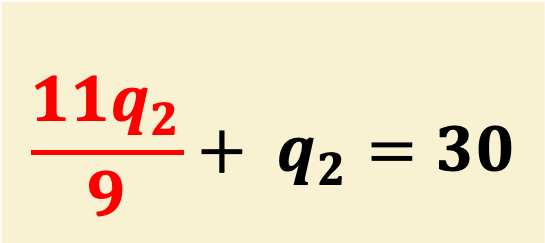 11q₂/9 + q₂ = 30